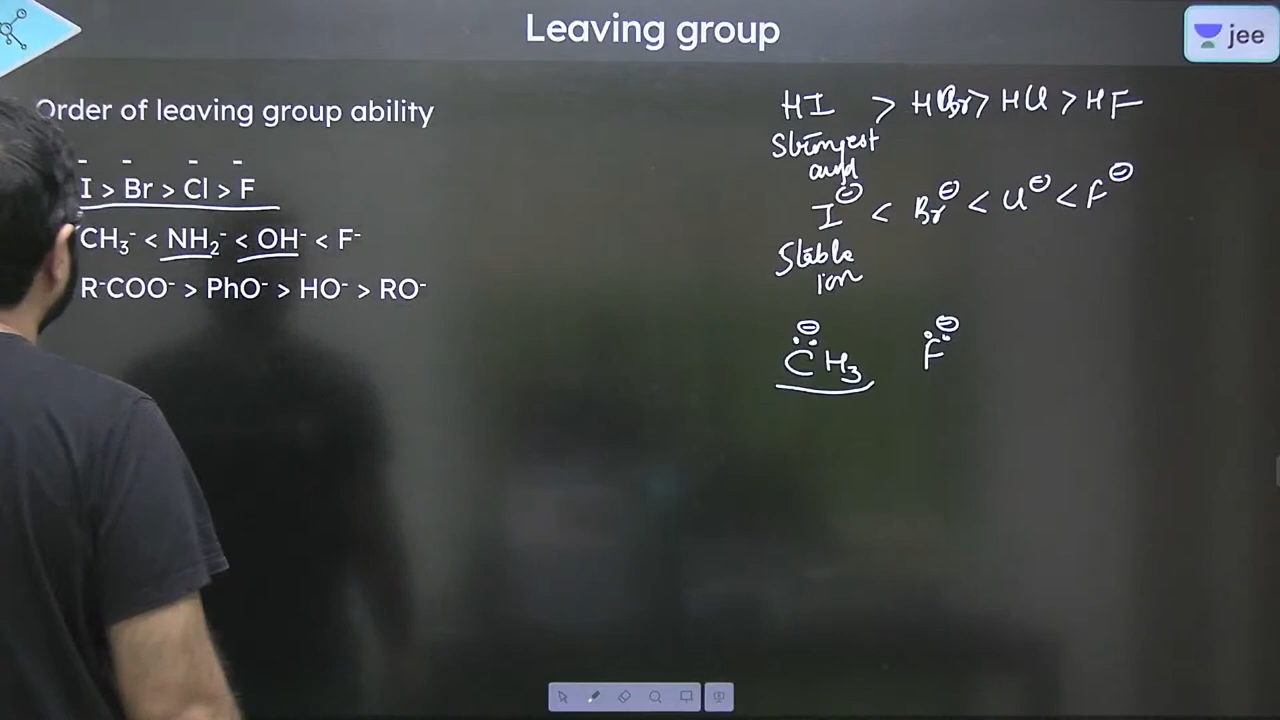 Leaving group
jee
Order of leaving group ability
- - - -
I > Br > Cl > F
CH₃⁻ < NH₂⁻ < OH⁻ < F⁻
R⁻COO⁻ > PhO⁻ > HO⁻ > RO⁻
HI > HBr > HCl > HF
Strongest
acid
I⊖ < Br⊖ < Cl⊖ < F⊖
Stable
ion
C̈⊖H₃ F̈⊖